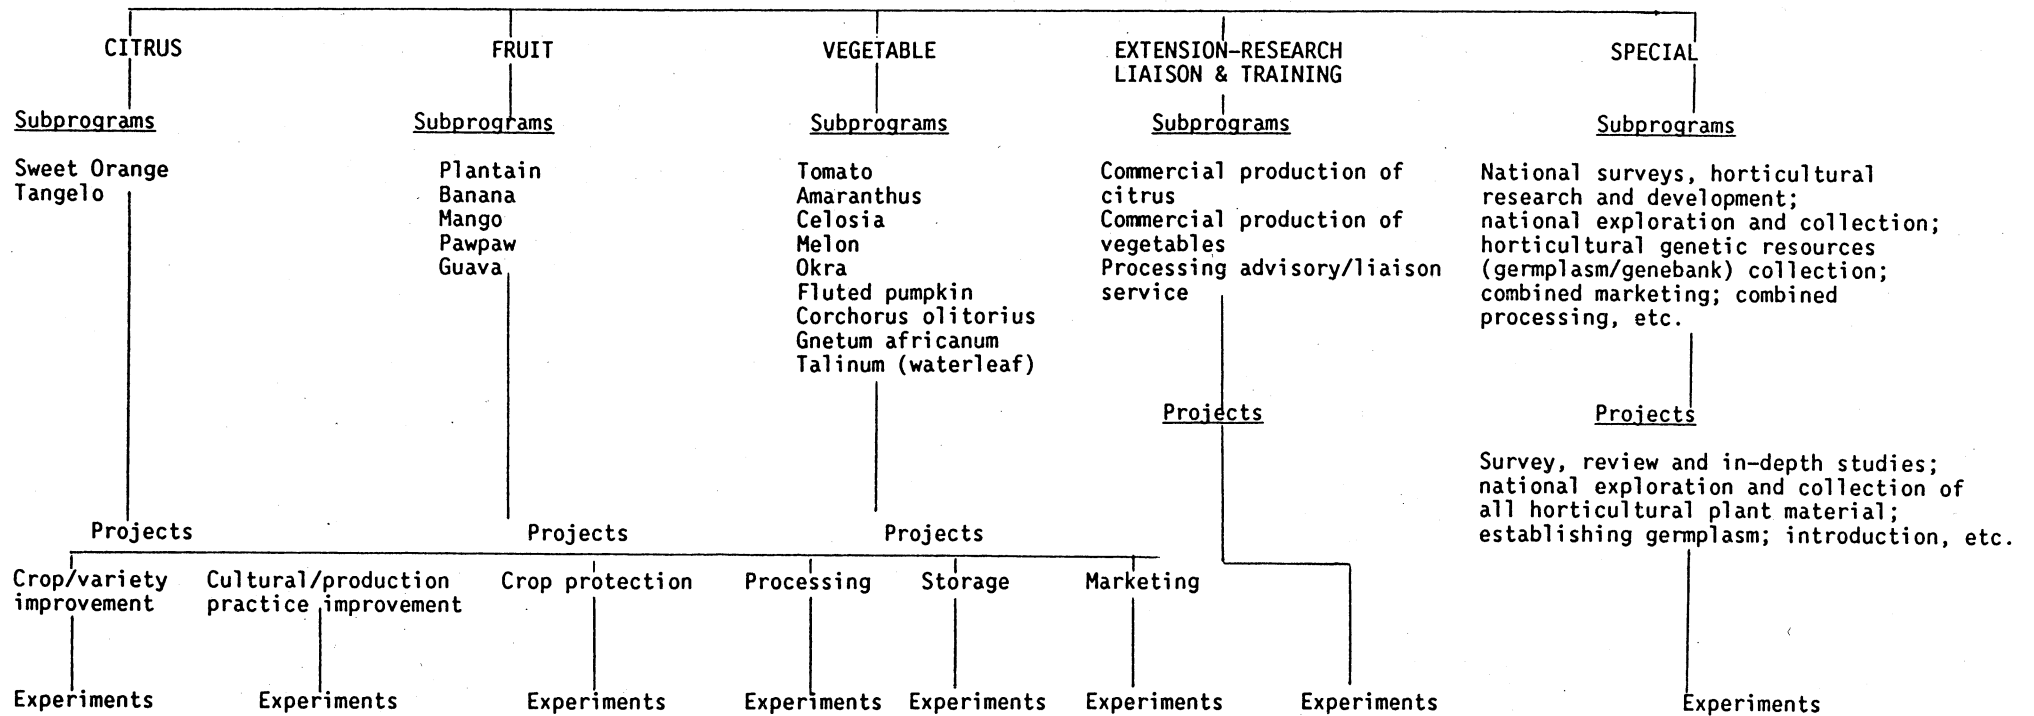 CITRUS
FRUIT
VEGETABLE
EXTENSION-RESEARCH
LIAISON & TRAINING
SPECIAL
Subprograms
Sweet Orange
Tangelo
Subprograms
Plantain
Banana
Mango
Pawpaw
Guava
Subprograms
Tomato
Amaranthus
Celosia
Melon
Okra
Fluted pumpkin
Corchorus olitorius
Gnetum africanum
Talinum (waterleaf)
Subprograms
Commercial production of
citrus
Commercial production of
vegetables
Processing advisory/liaison
service
Subprograms
National surveys, horticultural
research and development;
national exploration and collection;
horticultural genetic resources
(germplasm/genebank) collection;
combined marketing; combined
processing, etc.
Projects
Projects
Survey, review and in-depth studies;
national exploration and collection of
all horticultural plant material;
establishing germplasm; introduction, etc.
Projects
Projects
Projects
Crop/variety
improvement
Cultural/production
practice improvement
Crop protection
Processing
Storage
Marketing
Experiments
Experiments
Experiments
Experiments
Experiments
Experiments
Experiments
Experiments